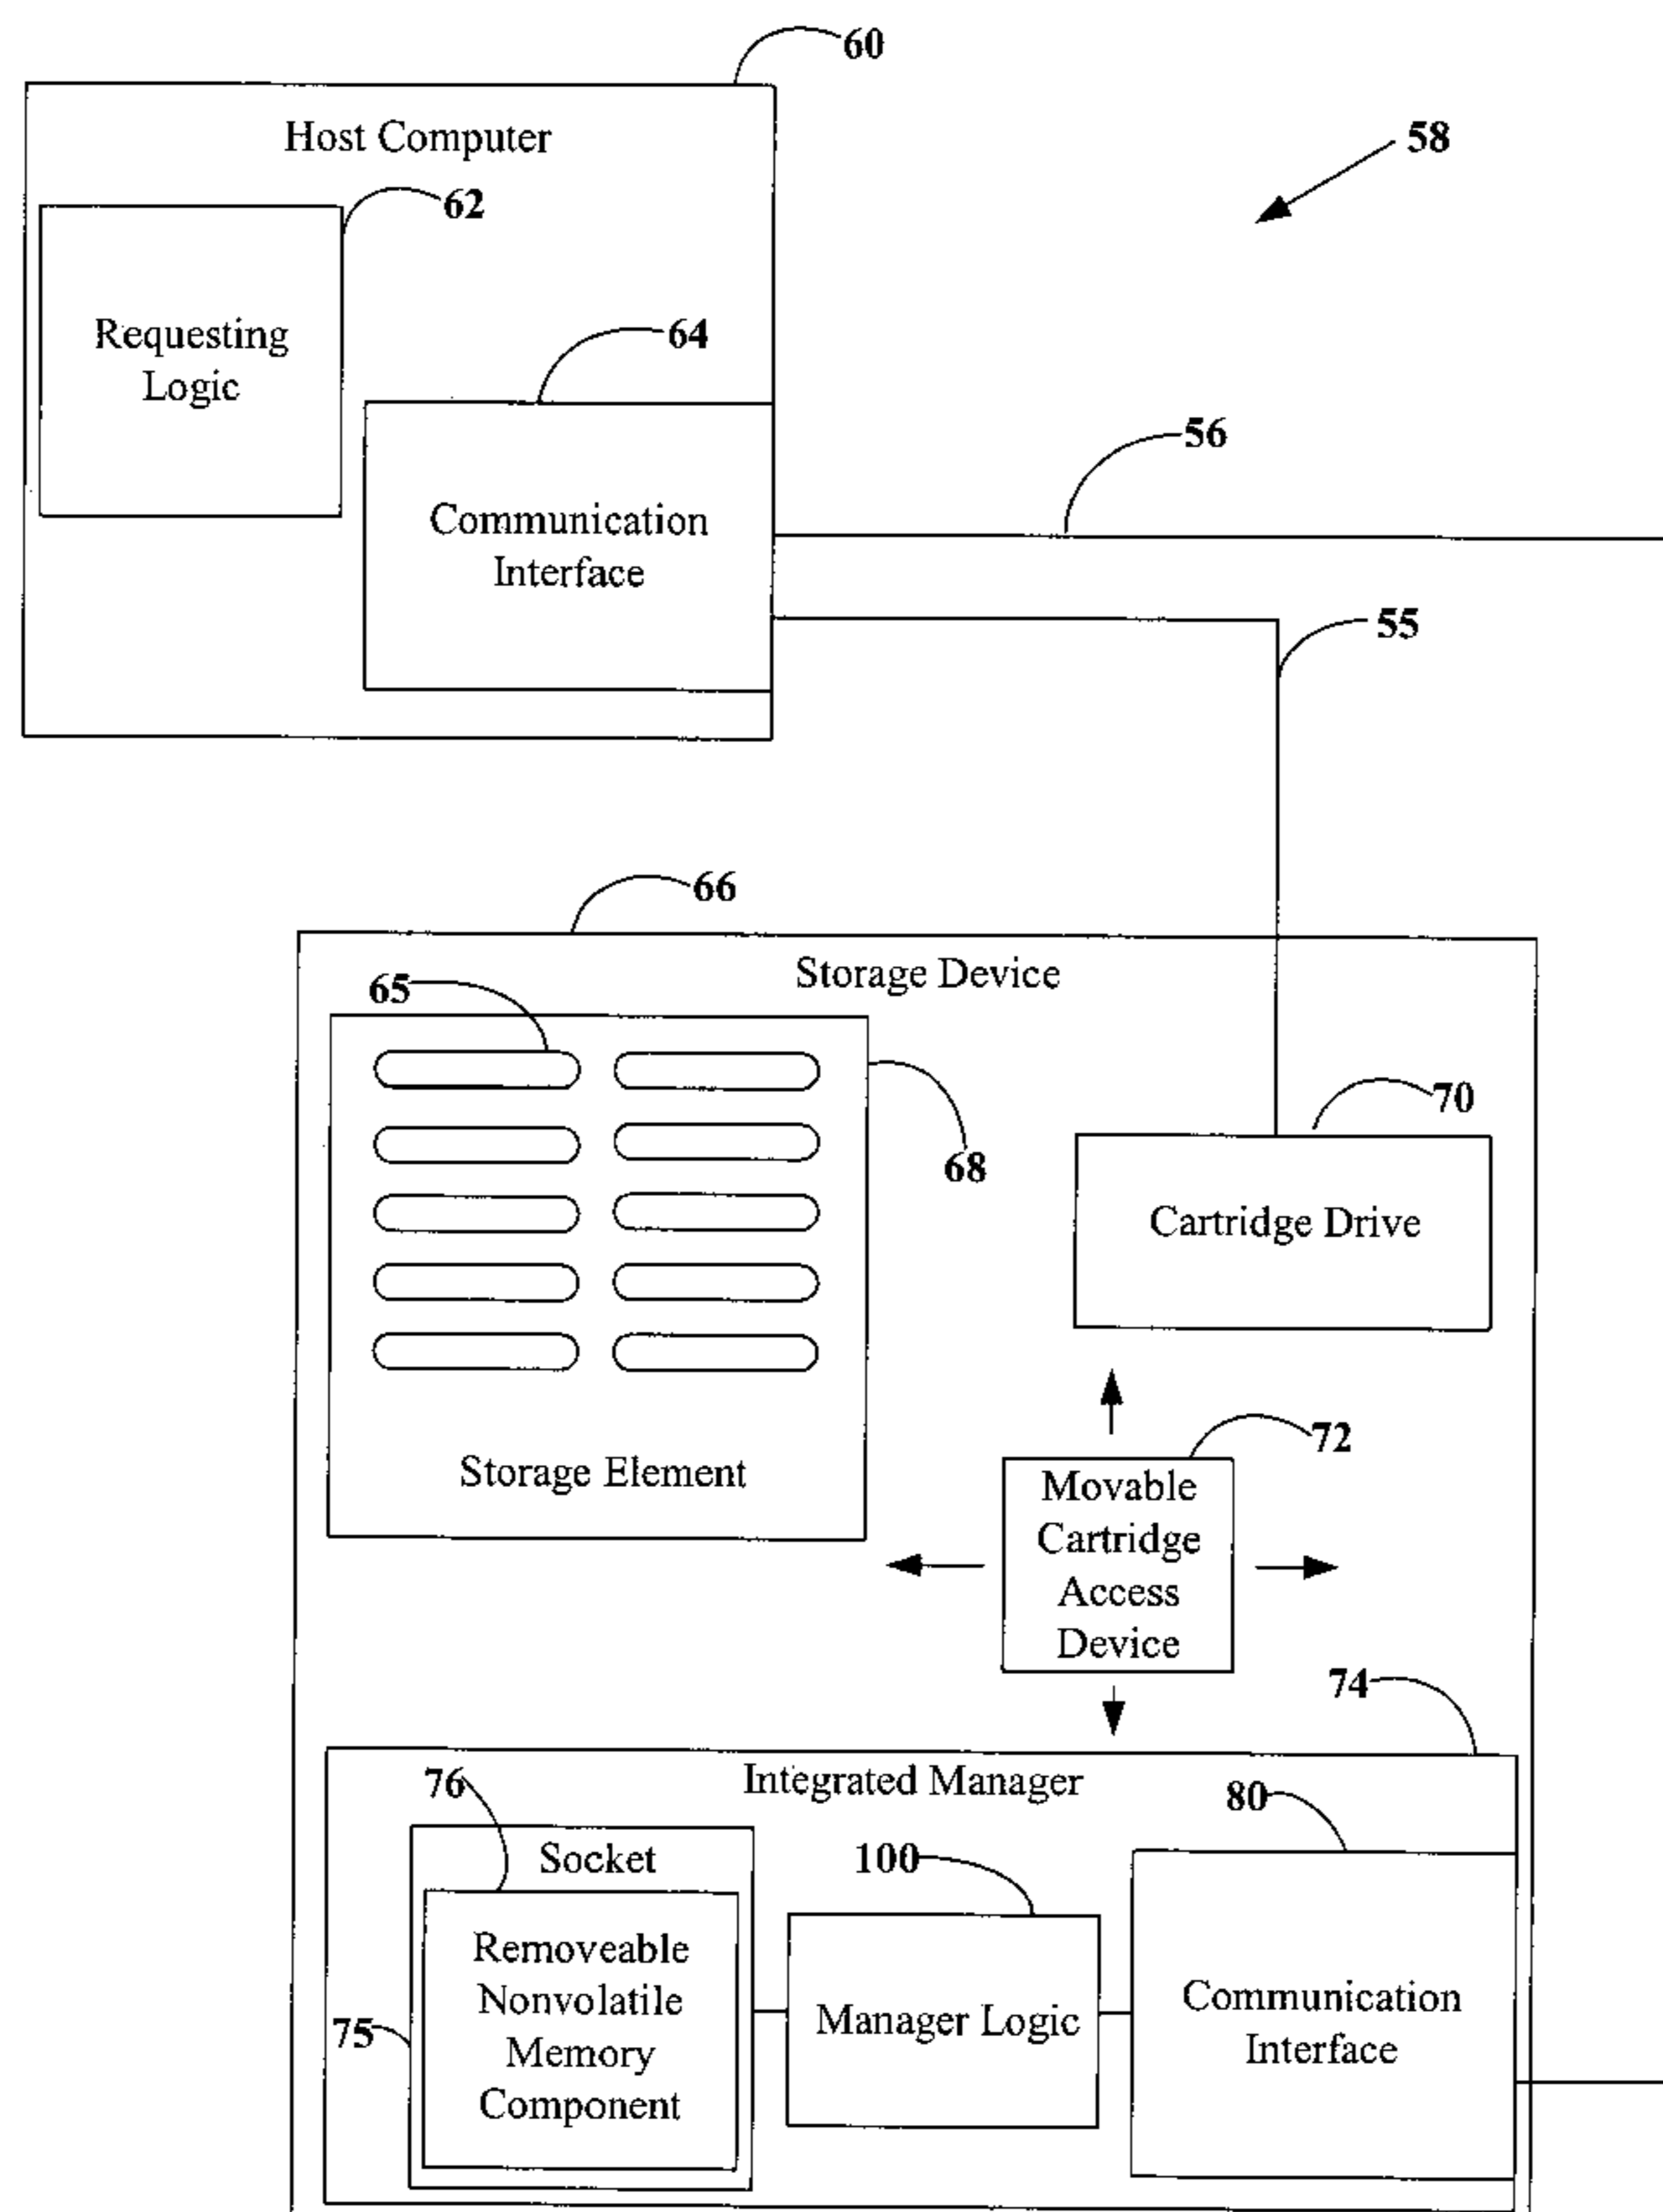 60
Host Computer
58
62
Requesting
Logic
64
56
Communication
Interface
55
66
Storage Device
65
70
68
Cartridge Drive
72
Storage Element
Movable
Cartridge
Access
Device
74
Integrated Manager
76
80
Socket
100
Removeable
Nonvolatile
Memory
Component
75
Manager Logic
Communication
Interface